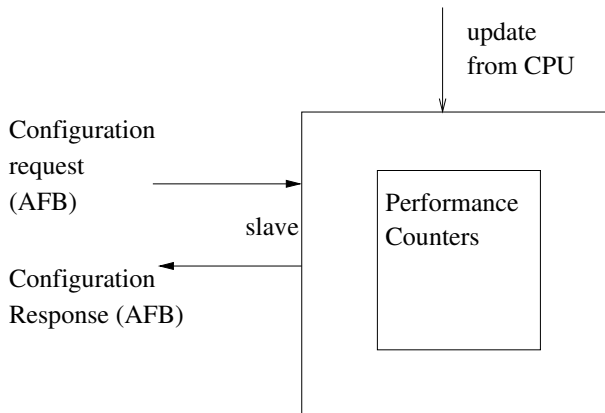 update
from CPU
Configuration
request
(AFB)
slave
Performance
Counters
Configuration
Response (AFB)